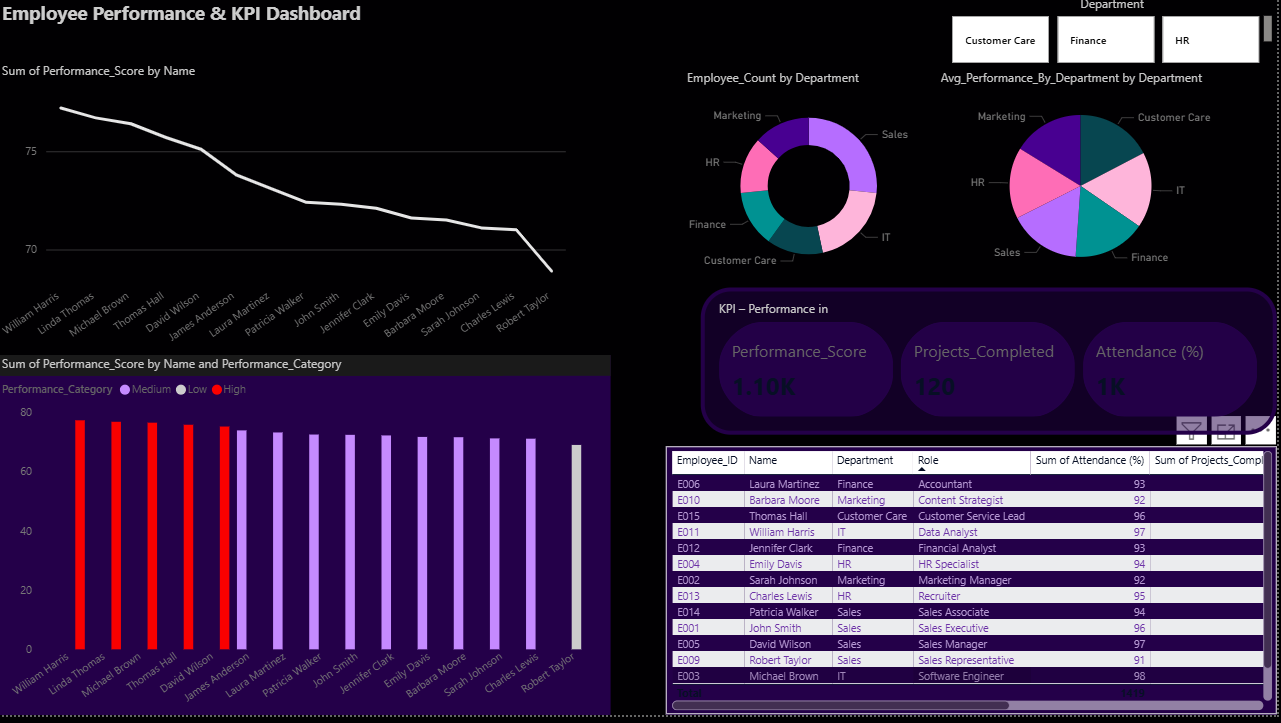 Employee Performance & KPI Dashboard
Department
Customer Care
Finance
HR
Sum of Performance_Score by Name
75
70
William Harris
Linda Thomas
Michael Brown
Thomas Hall
David Wilson
James Anderson
Laura Martinez
Patricia Walker
John Smith
Jennifer Clark
Emily Davis
Barbara Moore
Sarah Johnson
Charles Lewis
Robert Taylor
Employee_Count by Department
Marketing
Sales
HR
Finance
IT
Customer Care
Avg_Performance_By_Department by Department
Marketing
Customer Care
HR
IT
Sales
Finance
Sum of Performance_Score by Name and Performance_Category
Performance_Category Medium Low High
80
60
40
20
0
William Harris
Linda Thomas
Michael Brown
Thomas Hall
David Wilson
James Anderson
Laura Martinez
Patricia Walker
John Smith
Jennifer Clark
Emily Davis
Barbara Moore
Sarah Johnson
Charles Lewis
Robert Taylor
KPI – Performance in
Performance_Score
1.10K
Projects_Completed
120
Attendance (%)
1K
Employee_ID Name Department Role Sum of Attendance (%) Sum of Projects_Compl
E006 Laura Martinez Finance Accountant 93
E010 Barbara Moore Marketing Content Strategist 92
E015 Thomas Hall Customer Care Customer Service Lead 96
E011 William Harris IT Data Analyst 97
E012 Jennifer Clark Finance Financial Analyst 93
E004 Emily Davis HR HR Specialist 94
E002 Sarah Johnson Marketing Marketing Manager 92
E013 Charles Lewis HR Recruiter 95
E014 Patricia Walker Sales Sales Associate 94
E001 John Smith Sales Sales Executive 96
E005 David Wilson Sales Sales Manager 97
E009 Robert Taylor Sales Sales Representative 91
E003 Michael Brown IT Software Engineer 98